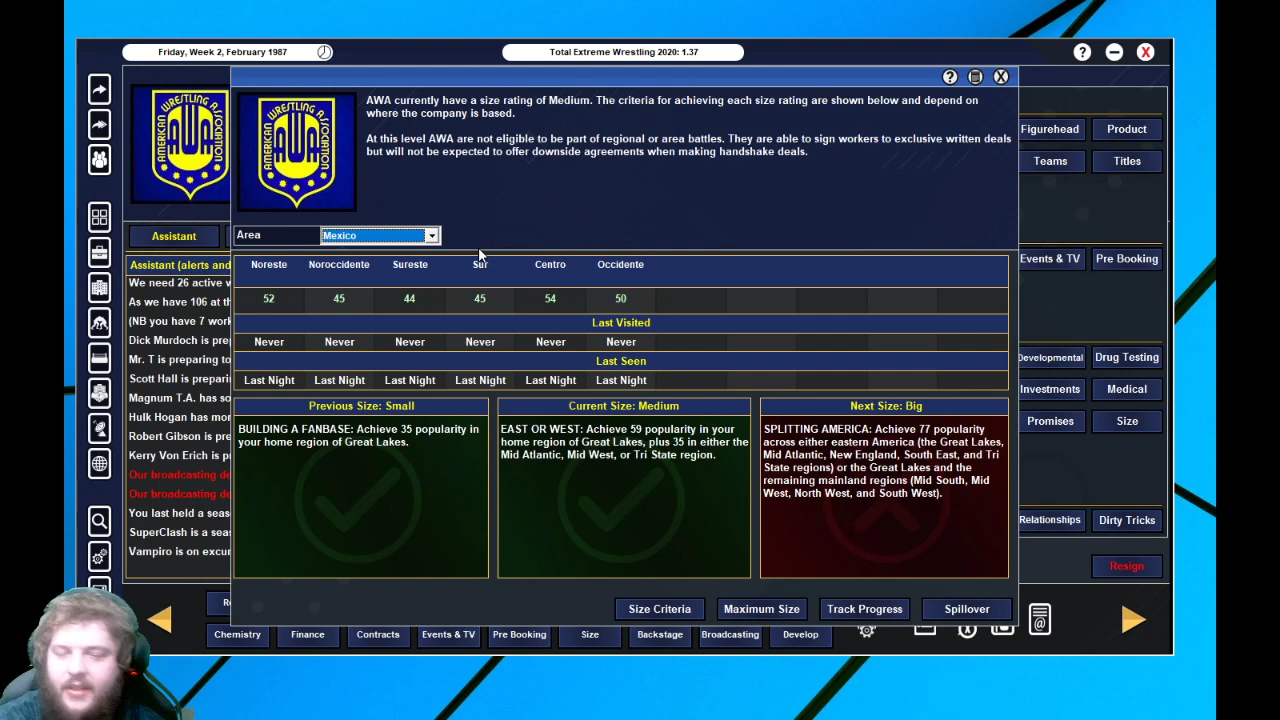 Friday, Week 2, February 1987
Total Extreme Wrestling 2020: 1.37
AMERICAN WRESTLING ASSOCIATION
AWA
AMERICAN WRESTLING ASSOCIATION
AWA
AWA currently have a size rating of Medium. The criteria for achieving each size rating are shown below and depend on
where the company is based.
At this level AWA are not eligible to be part of regional or area battles. They are able to sign workers to exclusive written deals
but will not be expected to offer downside agreements when making handshake deals.
Figurehead
Product
Teams
Titles
Assistant
Area
Mexico
Events & TV
Pre Booking
Assistant (alerts and
We need 26 active w
As we have 106 at th
(NB you have 7 work
Dick Murdoch is prep
Mr. T is preparing to
Scott Hall is preparin
Magnum T.A. has so
Hulk Hogan has mor
Robert Gibson is pre
Kerry Von Erich is p
Our broadcasting de
Our broadcasting de
You last held a seas
SuperClash is a seas
Vampiro is on excurs
Noreste
Noroccidente
Sureste
Sur
Centro
Occidente
52
45
44
45
54
50
Last Visited
Never
Never
Never
Never
Never
Never
Last Seen
Last Night
Last Night
Last Night
Last Night
Last Night
Last Night
Developmental
Drug Testing
Investments
Medical
Promises
Size
Relationships
Dirty Tricks
Resign
Previous Size: Small
BUILDING A FANBASE: Achieve 35 popularity in
your home region of Great Lakes.
Current Size: Medium
EAST OR WEST: Achieve 59 popularity in your
home region of Great Lakes, plus 35 in either the
Mid Atlantic, Mid West, or Tri State region.
Next Size: Big
SPLITTING AMERICA: Achieve 77 popularity
across either eastern America (the Great Lakes,
Mid Atlantic, New England, South East, and Tri
State regions) or the Great Lakes and the
remaining mainland regions (Mid South, Mid
West, North West, and South West).
Size Criteria
Maximum Size
Track Progress
Spillover
Chemistry
Finance
Contracts
Events & TV
Pre Booking
Size
Backstage
Broadcasting
Develop